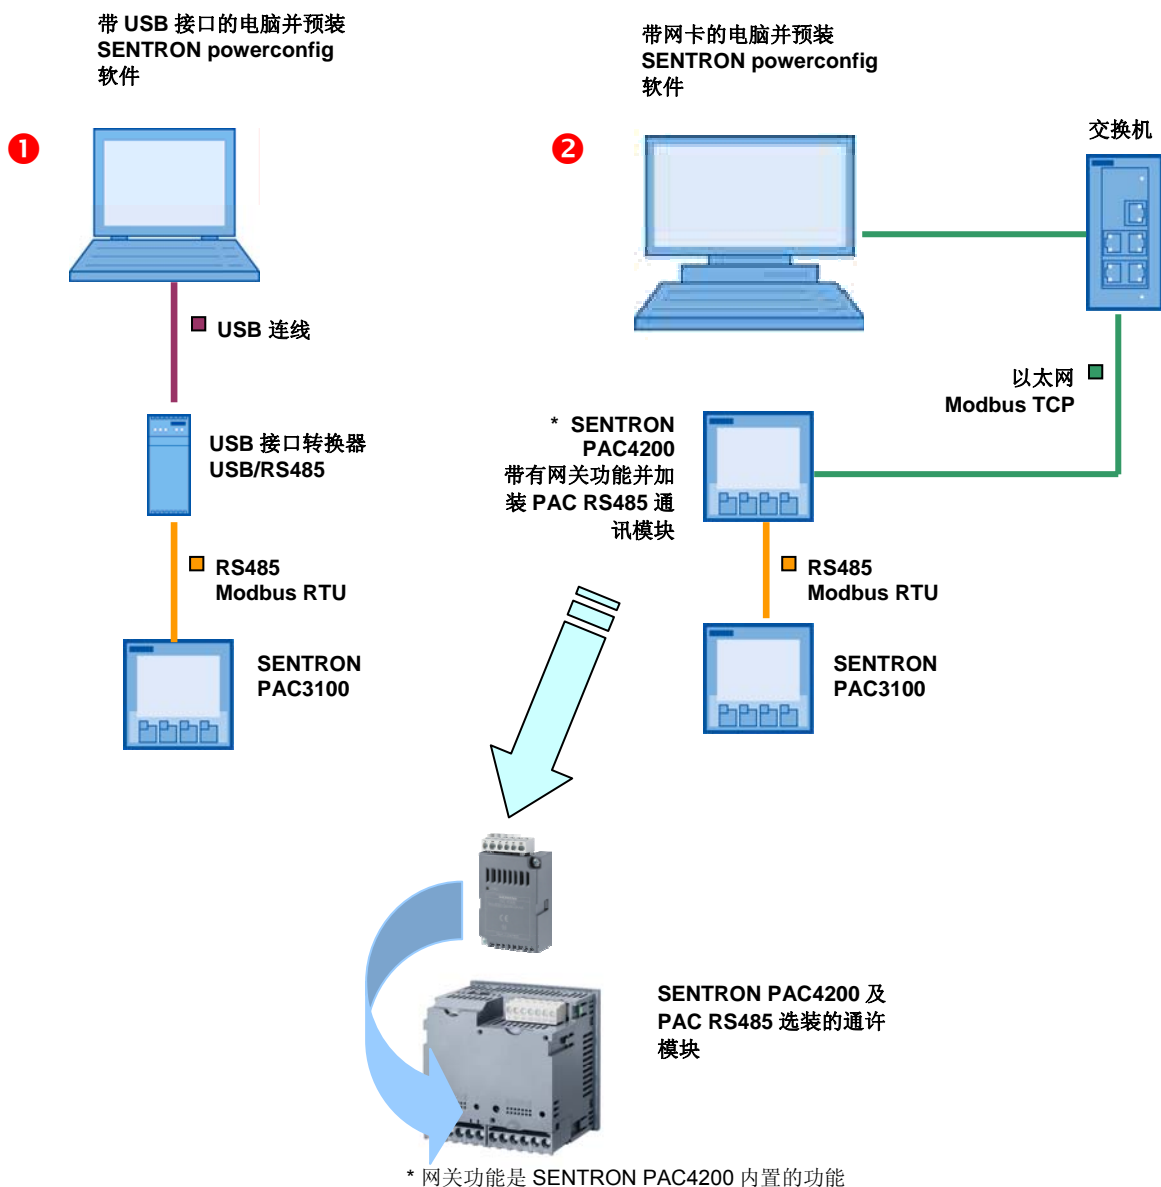 带 USB 接口的电脑并预装
SENTRON powerconfig
软件
带网卡的电脑并预装
SENTRON powerconfig
软件
交换机
1
2
USB 连线
以太网
Modbus TCP
USB 接口转换器
USB/RS485
* SENTRON
PAC4200
带有网关功能并加
装 PAC RS485 通
讯模块
RS485
Modbus RTU
RS485
Modbus RTU
SENTRON
PAC3100
SENTRON
PAC3100
SENTRON PAC4200 及
PAC RS485 选装的通许
模块
* 网关功能是 SENTRON PAC4200 内置的功能